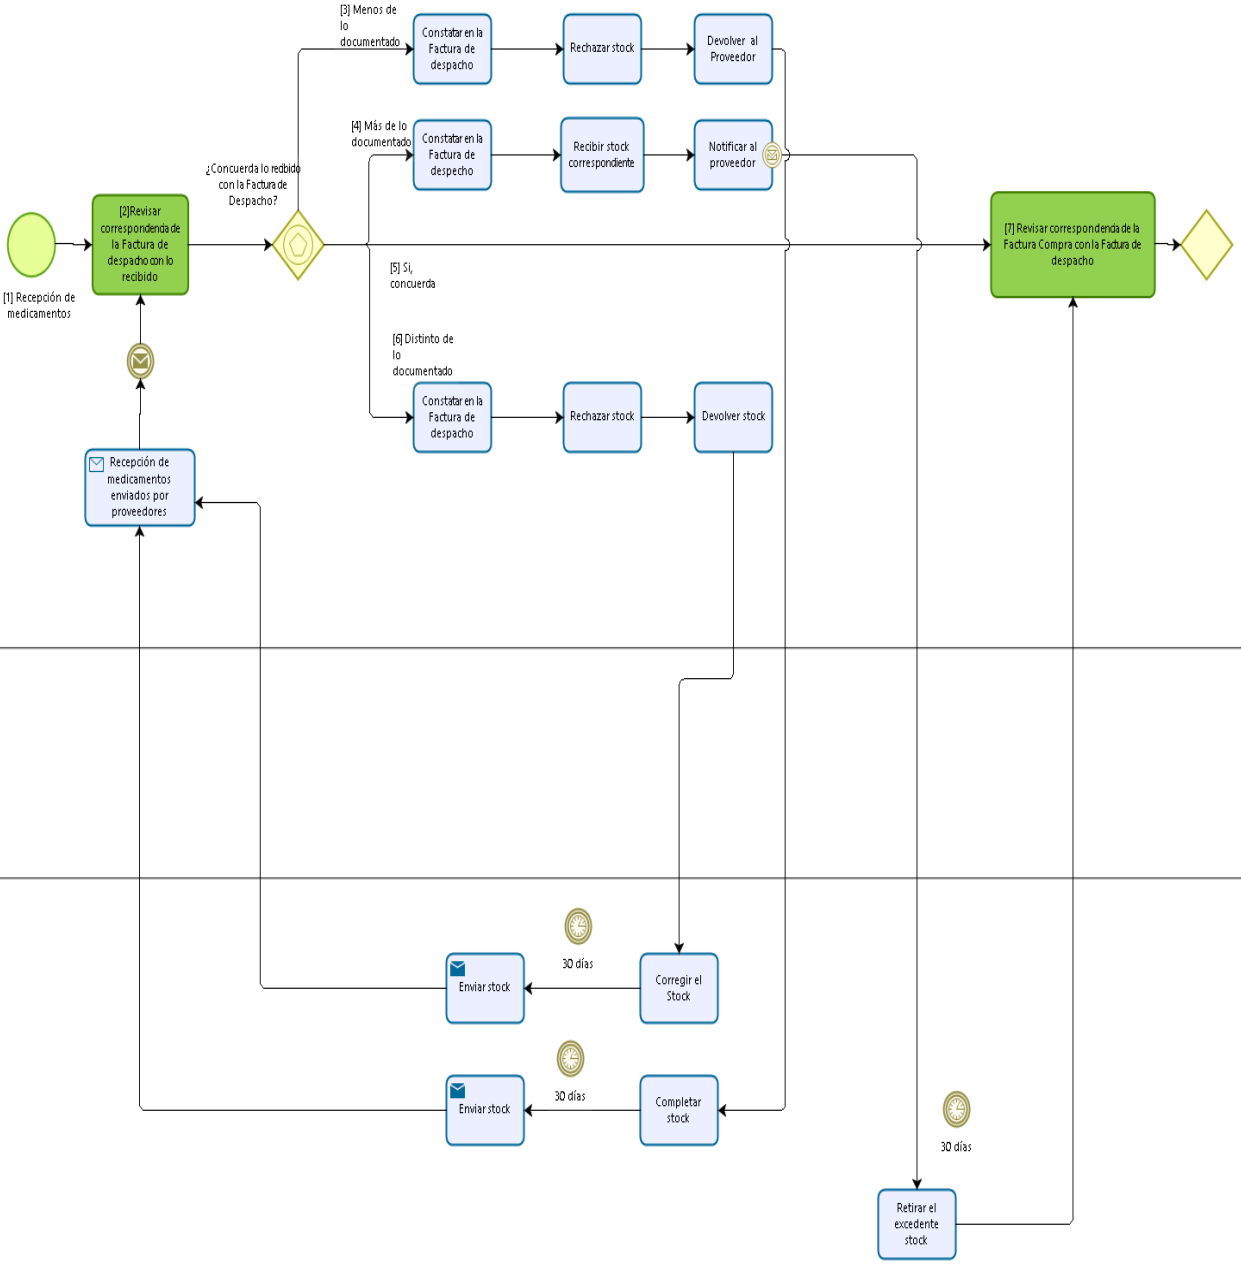 [3] Menos de
lo
documentado
Constatar en la
Factura de
despacho
Rechazar stock
Devolver al
Proveedor
[4] Más de lo
documentado
Constatar en la
Factura de
despecho
Recibir stock
correspondiente
Notificar al
proveedor
¿Concuerda lo recibido
con la Factura de
Despacho?
[1] Recepción de
medicamentos
[2]Revisar
correspondencia de
la Factura de
despacho con lo
recibido
[5] Si,
concuerda
[7] Revisar correspondencia de la
Factura Compra con la Factura de
despacho
[6] Distinto de
lo
documentado
Constatar en la
Factura de
despacho
Rechazar stock
Devolver stock
Recepción de
medicamentos
enviados por
proveedores
30 días
Enviar stock
Corregir el
Stock
30 días
Enviar stock
Completar
stock
30 días
Retirar el
excedente
stock